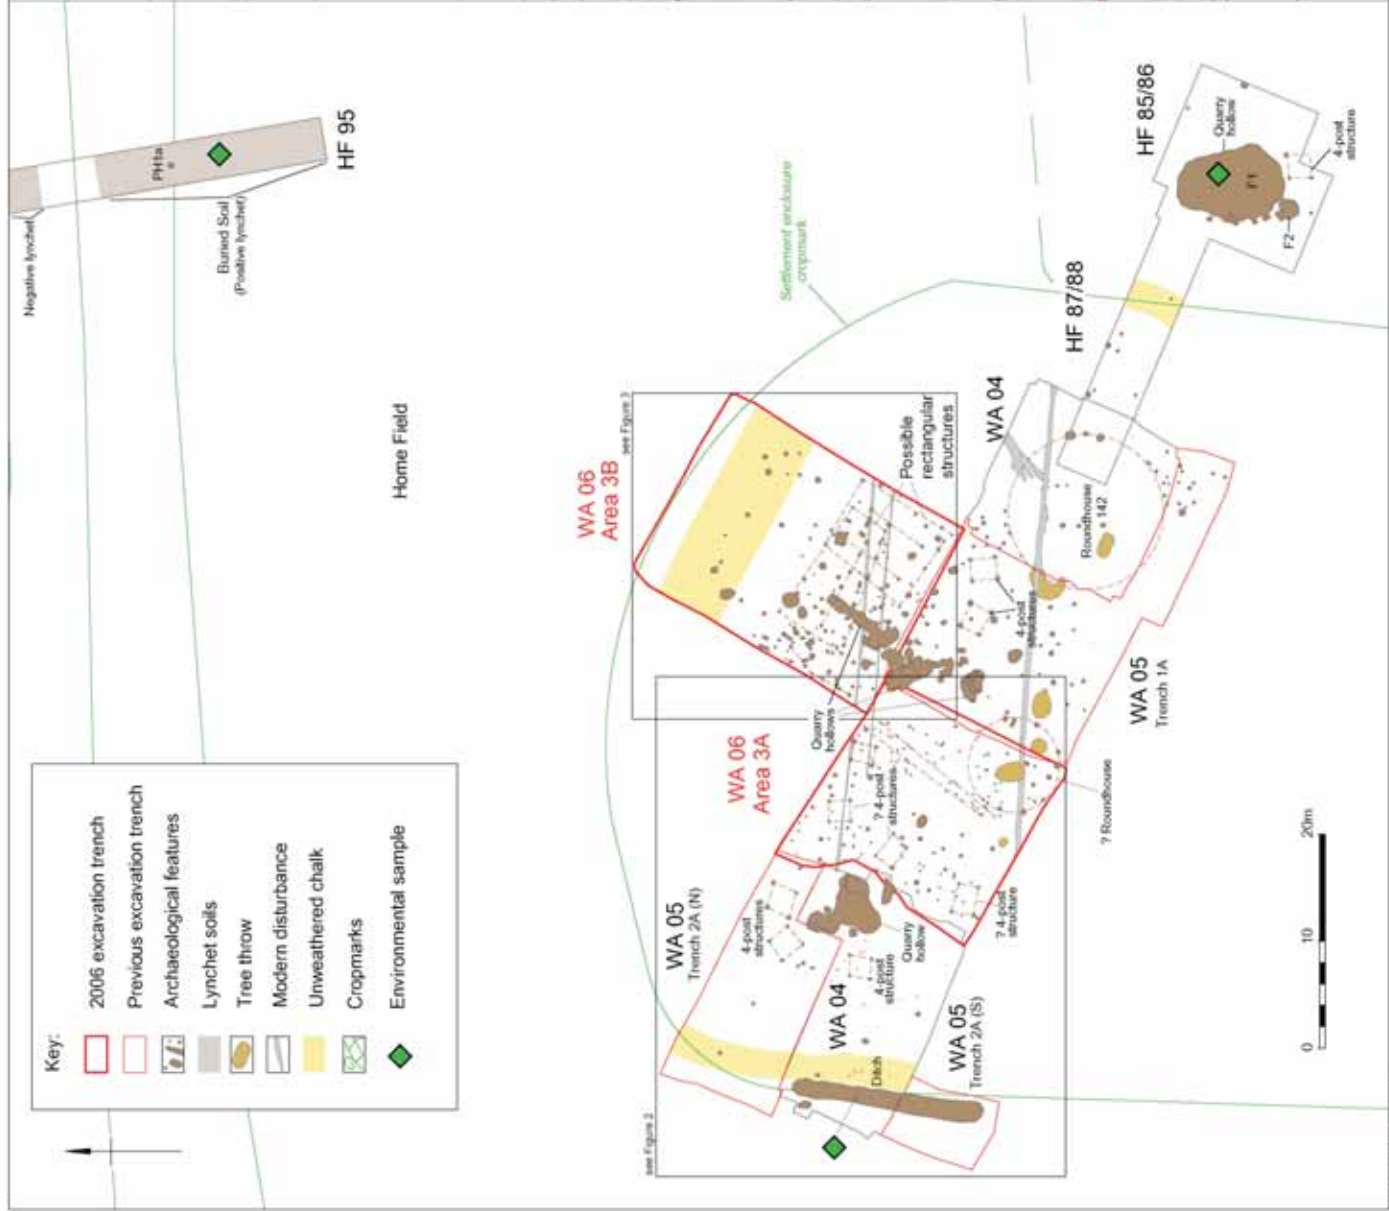 Negative lynchet
PH1a
Buried Soil
(Positive lynchet)
HF 95
Home Field
Settlement enclosure
cropmark
HF 85/86
Quarry
hollow
F1
F2
4-post
structure
HF 87/88
WA 04
see Figure 3
WA 06
Area 3B
Possible
rectangular
structures
Roundhouse
142
4-post
structures
WA 05
Trench 1A
Quarry
hollows
WA 06
Area 3A
? 4-post
structures
? Roundhouse
? 4-post
structure
WA 05
Trench 2A (N)
4-post
structures
Quarry
hollow
4-post
structure
WA 04
Ditch
WA 05
Trench 2A (S)
see Figure 2
Key:
2006 excavation trench
Previous excavation trench
Archaeological features
Lynchet soils
Tree throw
Modern disturbance
Unweathered chalk
Cropmarks
Environmental sample
0 10 20m